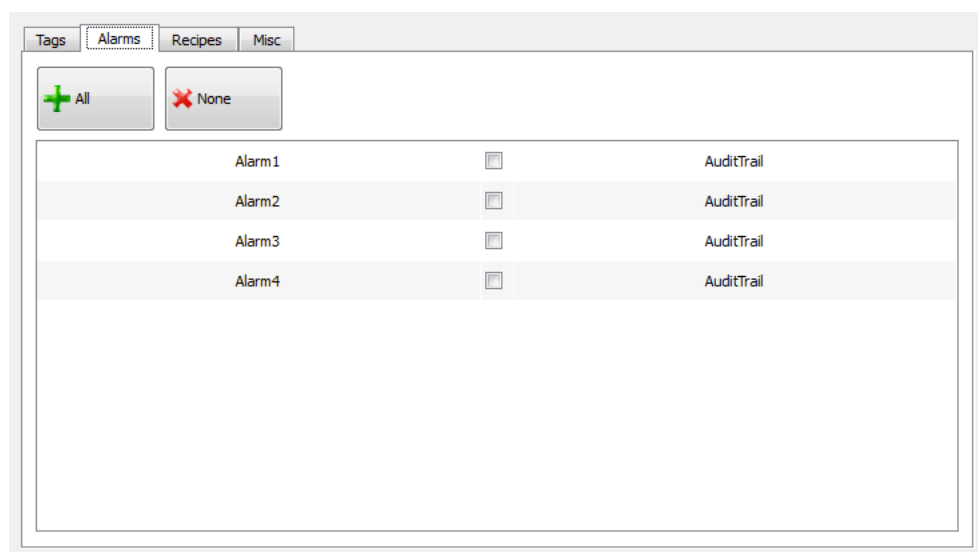 Tags Alarms Recipes Misc
All None
Alarm1 AuditTrail
Alarm2 AuditTrail
Alarm3 AuditTrail
Alarm4 AuditTrail